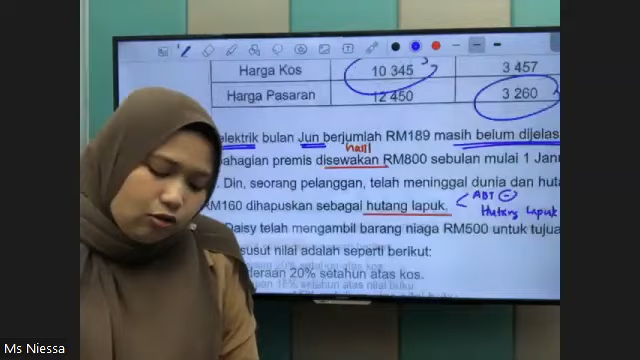 Harga Kos 10 345 3 457
Harga Pasaran 12 450 3 260
elektrik bulan Jun berjumlah RM189 masih belum dijelas
hasil
bahagian premis disewakan RM800 sebulan mulai 1 Janu
. Din, seorang pelanggan, telah meninggal dunia dan huta
ABT -
RM160 dihapuskan sebagai hutang lapuk.
Hutang lapuk
Daisy telah mengambil barang niaga RM500 untuk tujua
susut nilai adalah seperti berikut:
deraan 20% setahun atas kos.
Ms Niessa